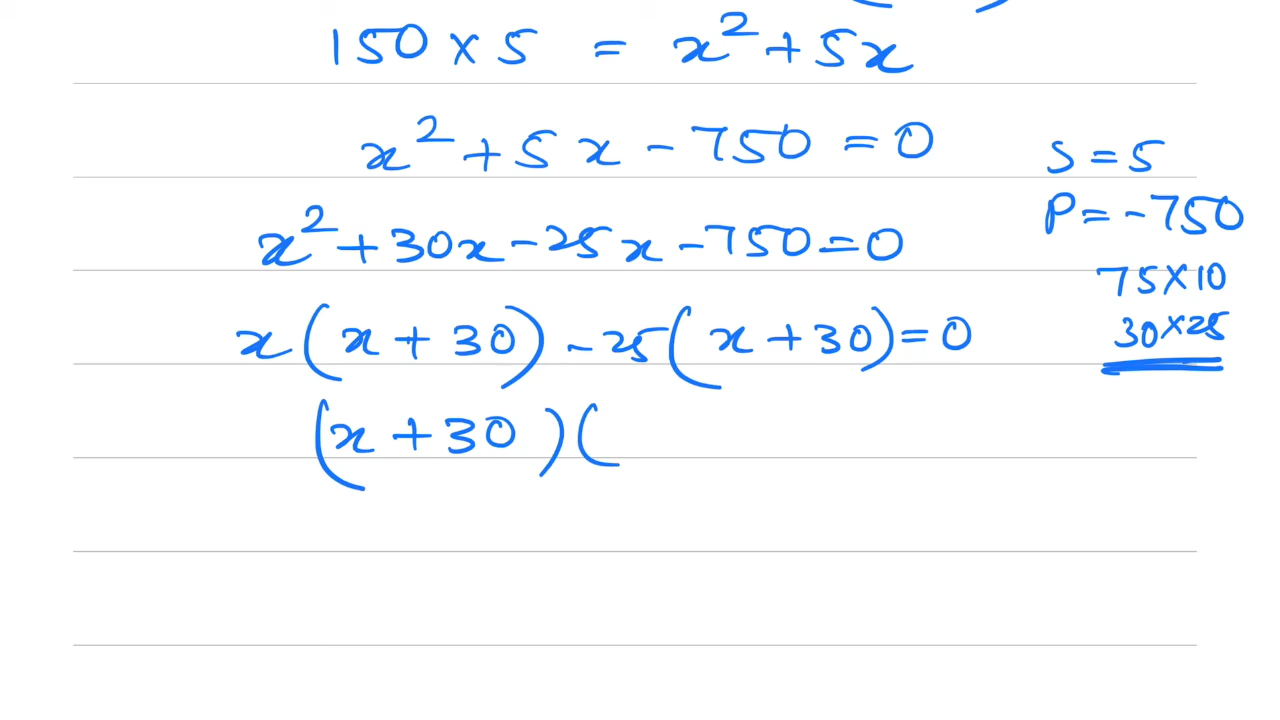 150 × 5 = x² + 5x
x² + 5x - 750 = 0
S = 5
P = -750
x² + 30x - 25x - 750 = 0
75 × 10
30 × 25
x(x + 30) - 25(x + 30) = 0
(x + 30)(